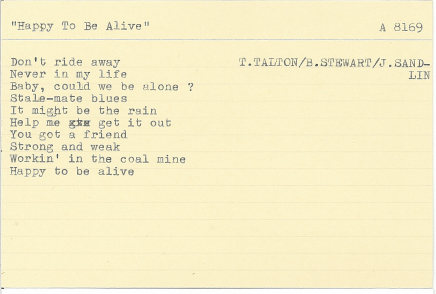 "Happy To Be Alive" A 8169
Don't ride away T.TALTON/B.STEWART/J.SAND-
Never in my life LIN
Baby, could we be alone ?
Stale-mate blues
It might be the rain
Help me get it out
You got a friend
Strong and weak
Workin' in the coal mine
Happy to be alive